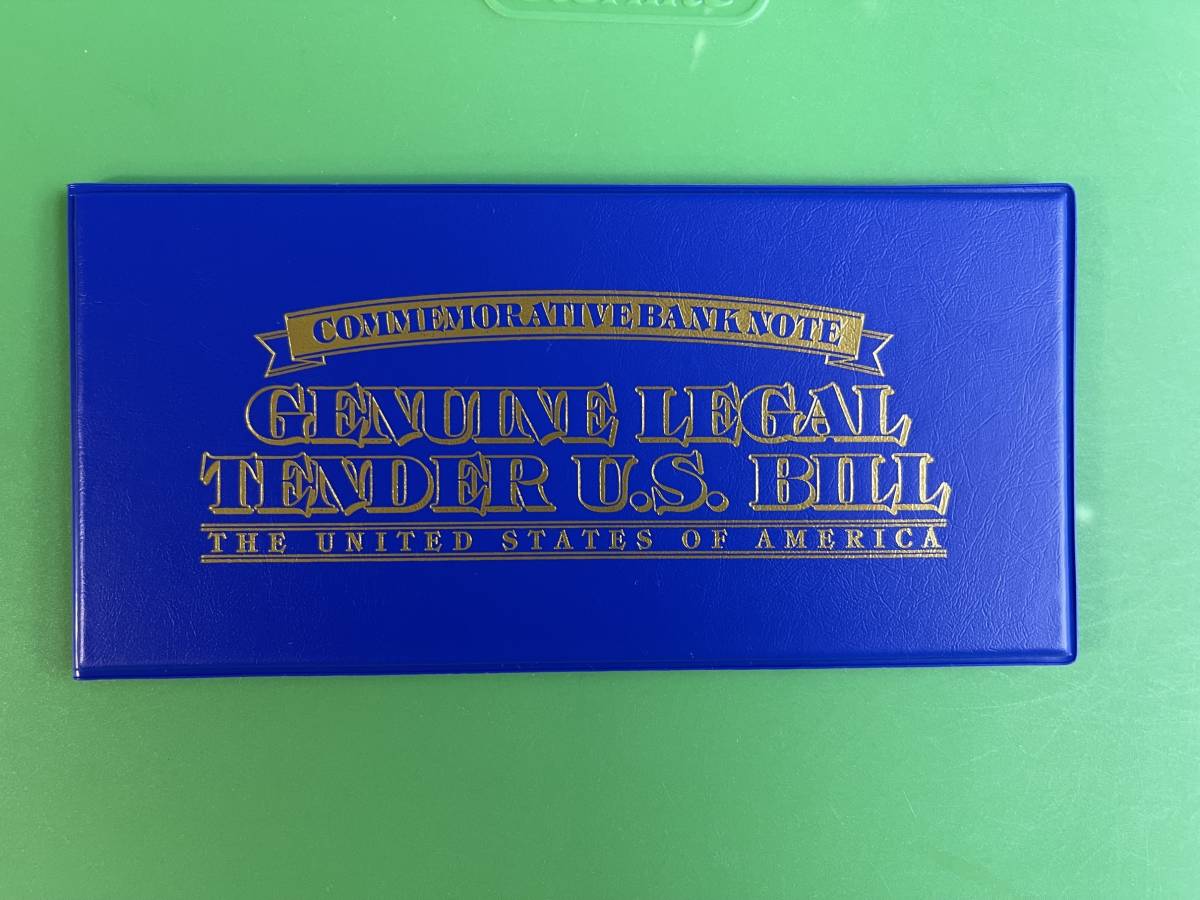 COMMEMORATIVE BANK NOTE
GENUINE LEGAL
TENDER U.S. BILL
THE UNITED STATES OF AMERICA